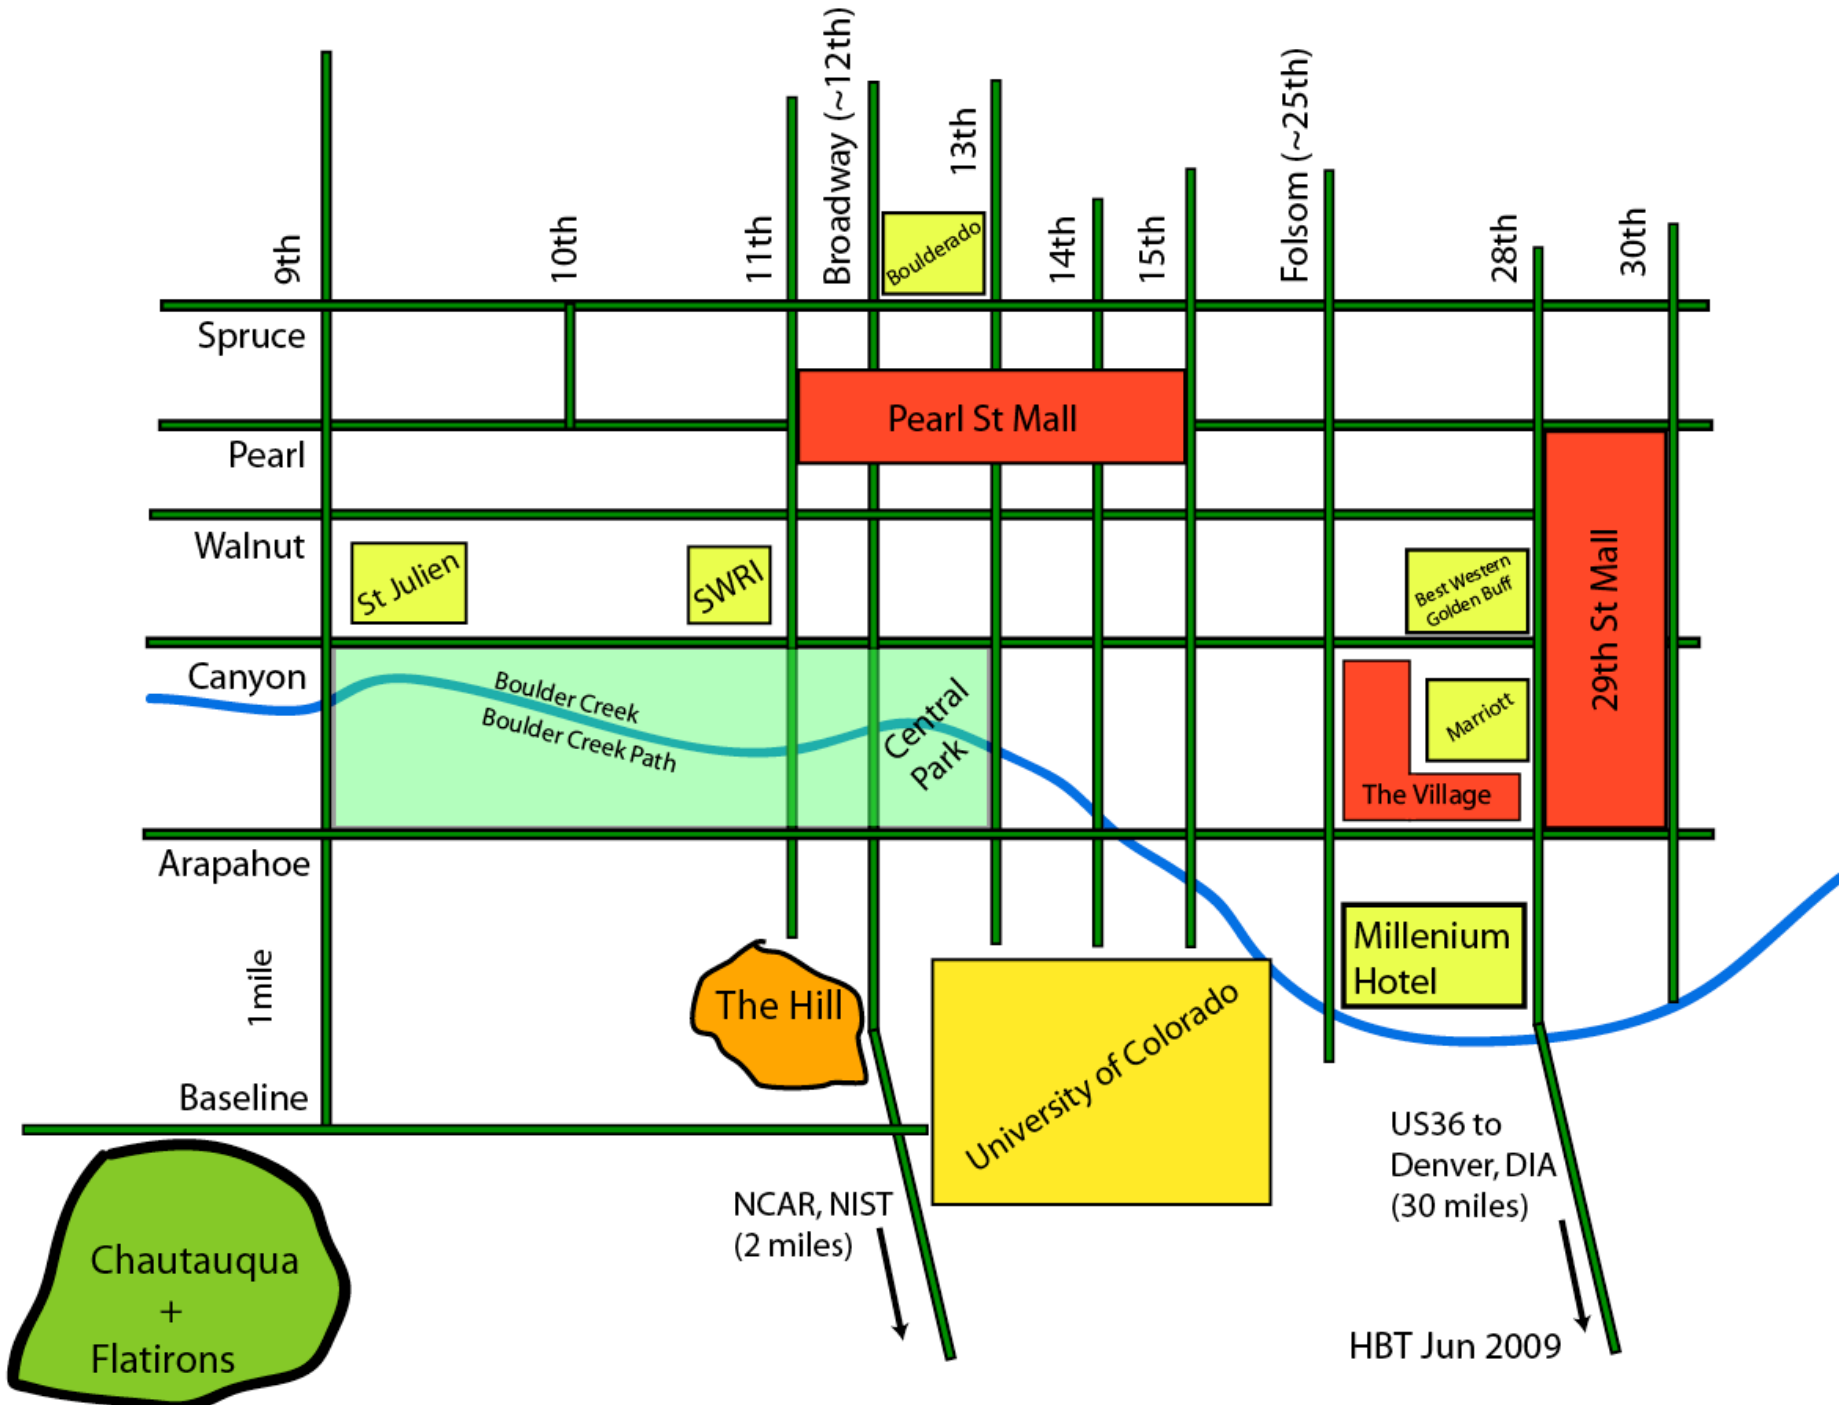 9th
10th
11th
Broadway (~12th)
13th
14th
15th
Folsom (~25th)
28th
30th
Boulderado
Spruce
Pearl St Mall
Pearl
Walnut
St Julien
SWRI
Best Western
Golden Buff
29th St Mall
Canyon
Boulder Creek
Boulder Creek Path
Central
Park
Marriott
The Village
Arapahoe
1mile
The Hill
University of Colorado
Millenium
Hotel
Baseline
US36 to
Denver, DIA
(30 miles)
NCAR, NIST
(2 miles)
Chautauqua
+
Flatirons
HBT Jun 2009